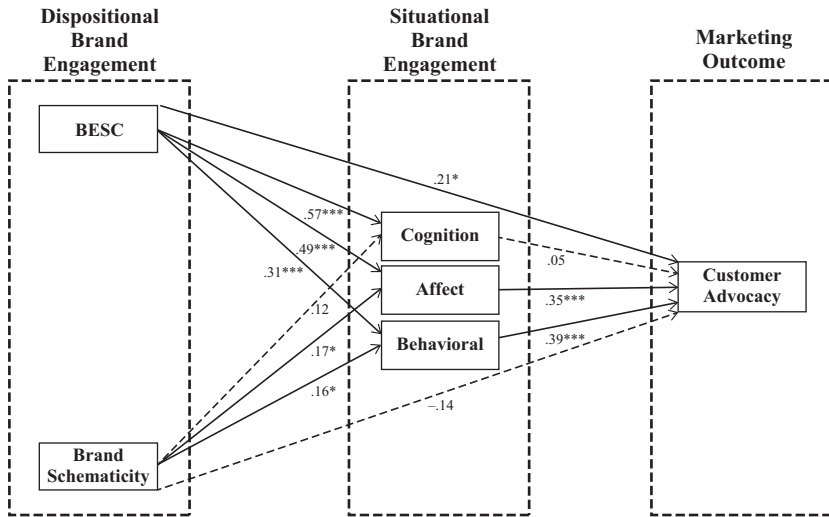 Dispositional
Brand
Engagement
Situational
Brand
Engagement
Marketing
Outcome
BESC
.21*
.57***
Cognition
.49***
.05
.31***
Customer
Advocacy
Affect
.12
.35***
Behavioral
.17*
.39***
.16*
–.14
Brand
Schematicity